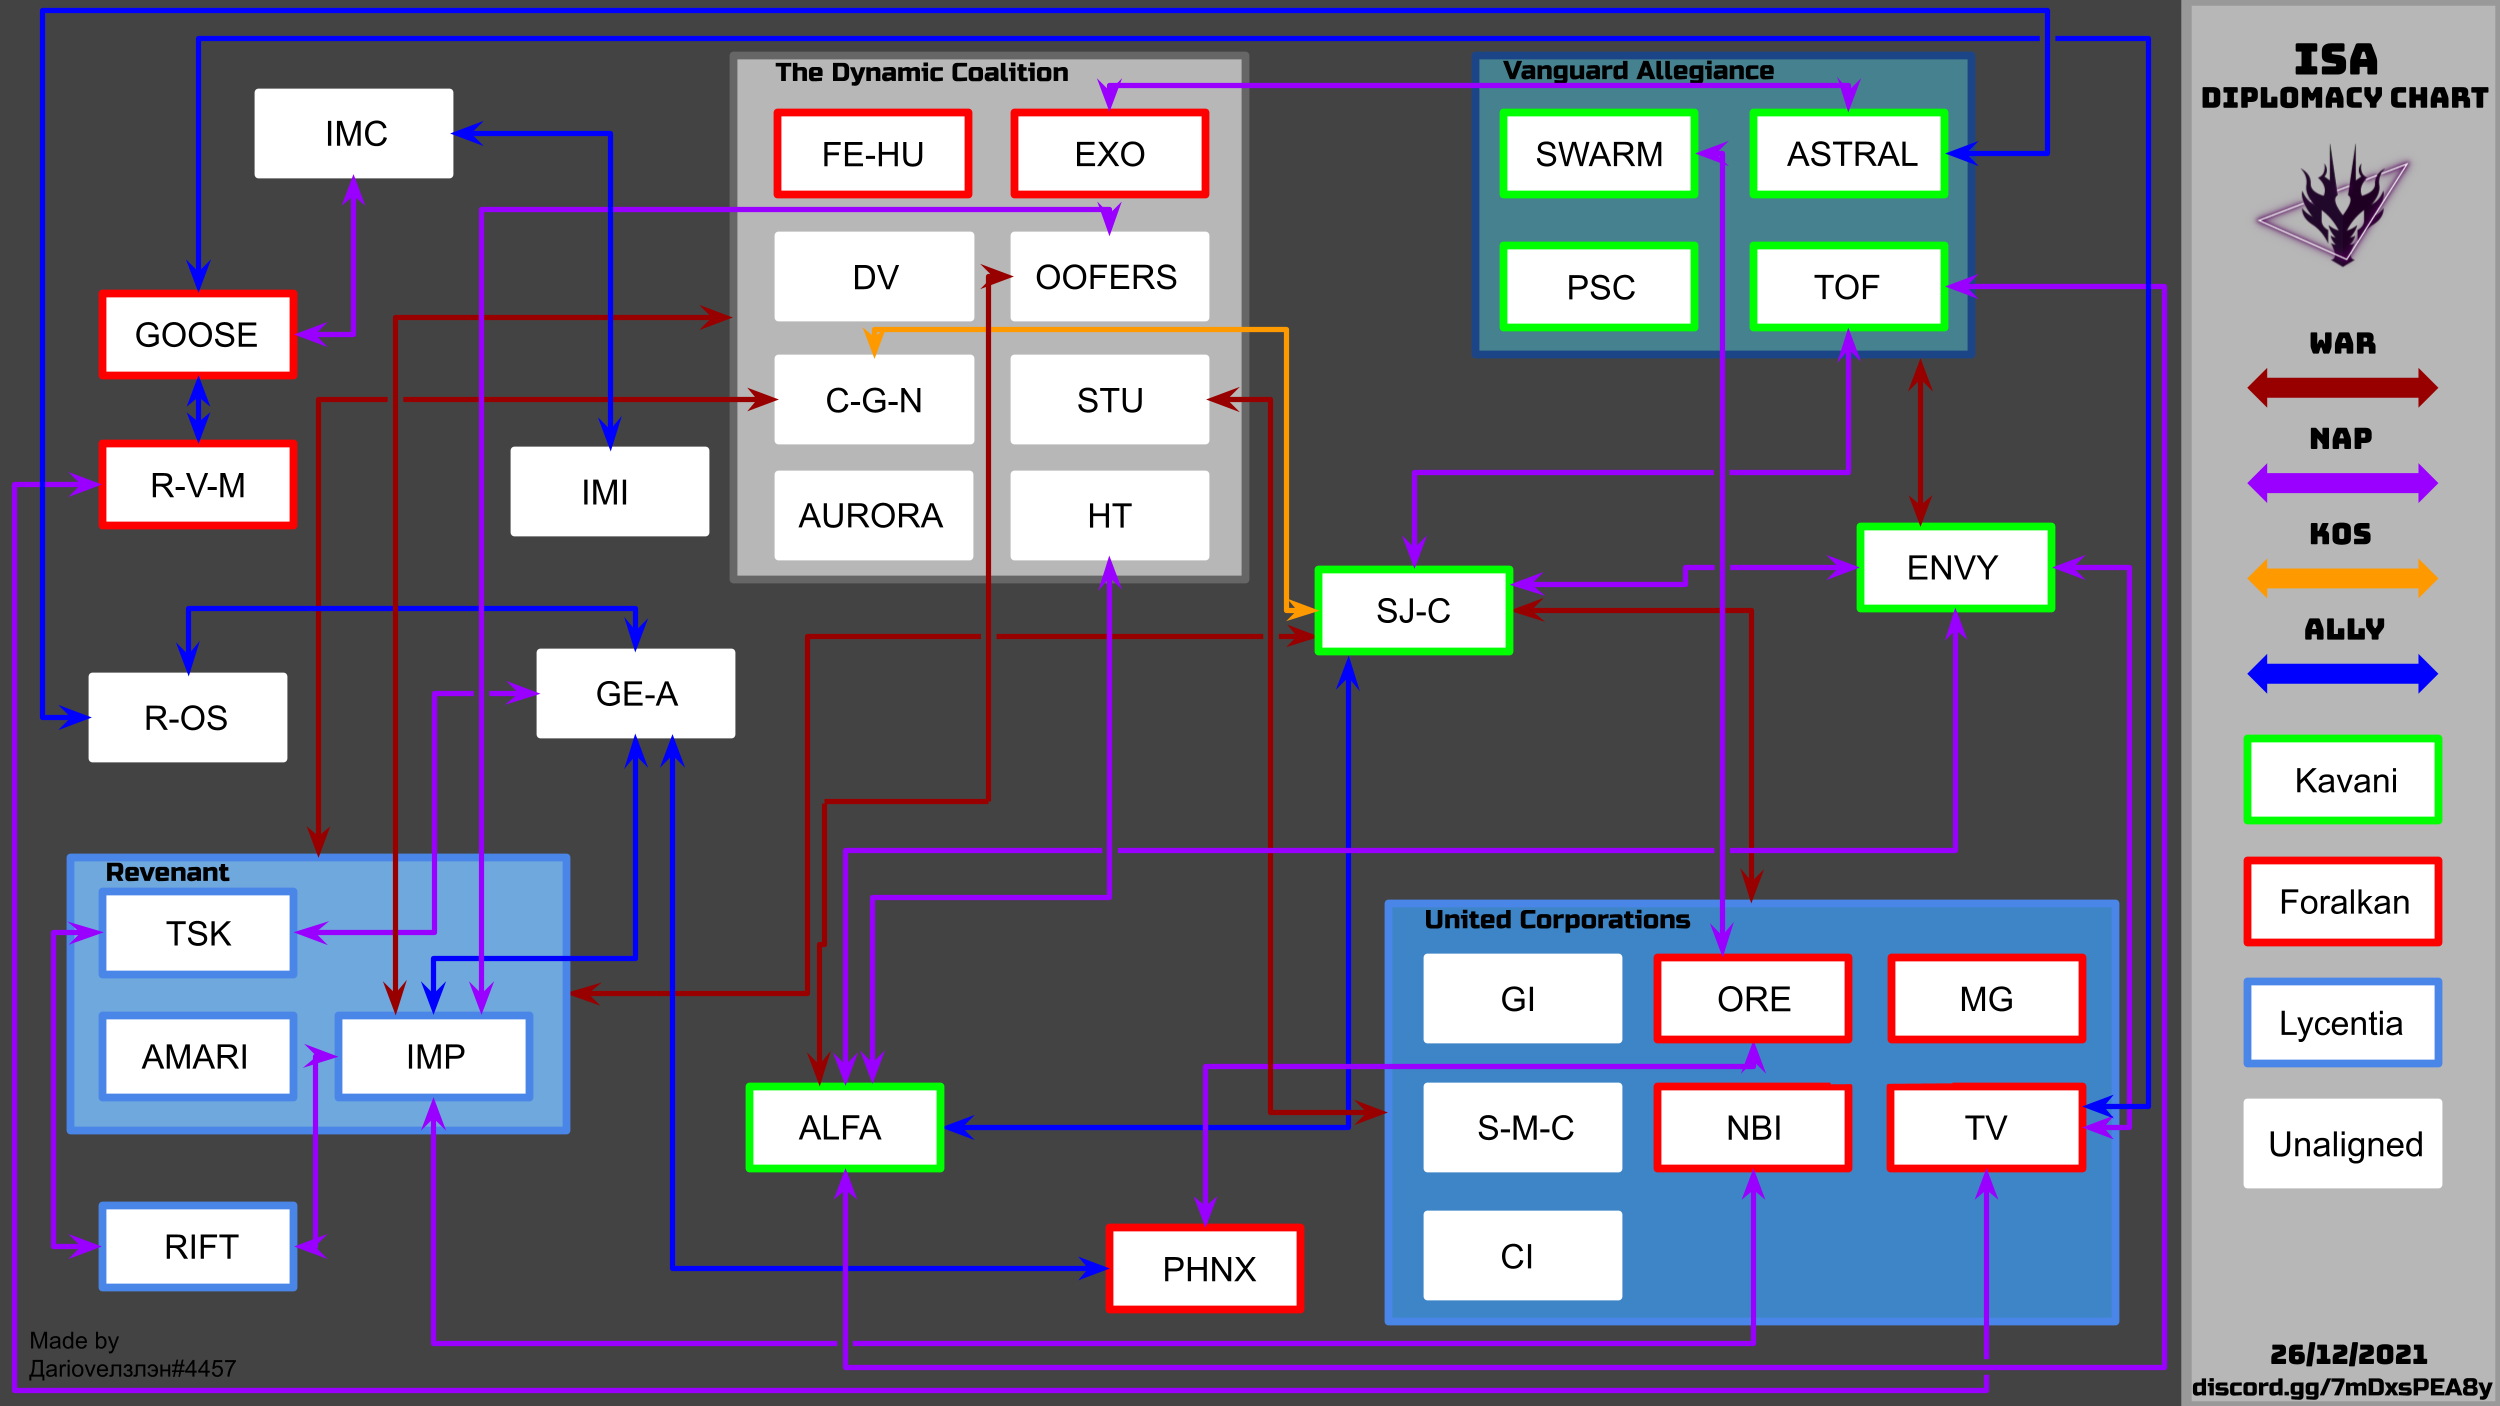 The Dynamic Coalition
Vanguard Allegiance
IMC
FE-HU
EXO
SWARM
ASTRAL
GOOSE
DV
OOFERS
PSC
TOF
R-V-M
IMI
C-G-N
STU
AURORA
HT
ENVY
SJ-C
R-OS
GE-A
Revenant
TSK
AMARI
IMP
RIFT
ALFA
PHNX
United Corporations
GI
ORE
MG
S-M-C
NBI
TV
CI
Made by
Даriovejззэн#4457
ISA
DIPLOMACY CHART
WAR
NAP
KOS
ALLY
Kavani
Forallkan
Lycentia
Unaligned
26/12/2021
discord.gg/7mDxsPEA8y